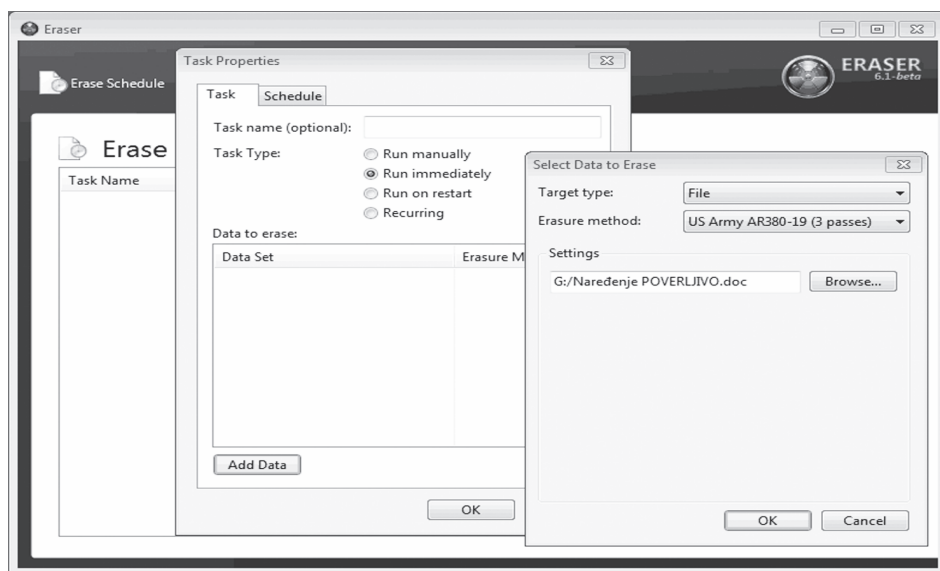 Eraser
Erase Schedule
ERASER
6.1-beta
Erase
Task Name
Task Properties
Task
Schedule
Task name (optional):
Task Type:
Run manually
Run immediately
Run on restart
Recurring
Data to erase:
Data Set
Erasure M
Add Data
OK
Select Data to Erase
Target type:
File
Erasure method:
US Army AR380-19 (3 passes)
Settings
G:/Naređenje POVERLJIVO.doc
Browse...
OK
Cancel